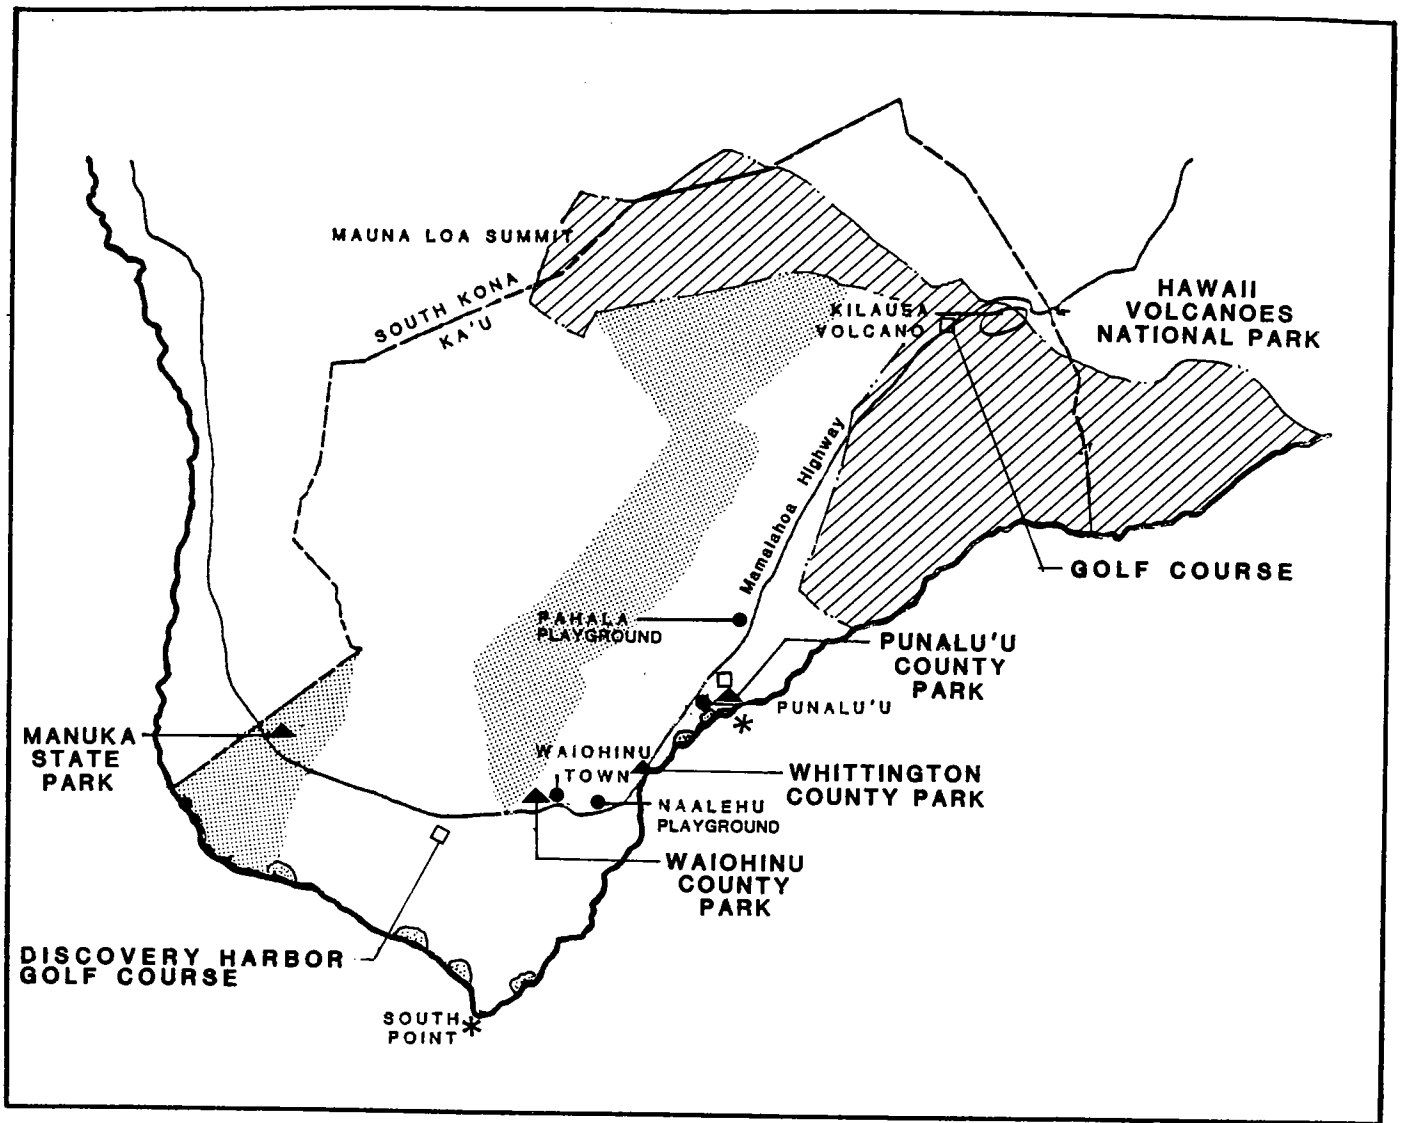 MAUNA LOA SUMMIT
SOUTH KONA
KA'U
KILAUEA
VOLCANO
HAWAII
VOLCANOES
NATIONAL PARK
Mamalahoa Highway
GOLF COURSE
PAHALA
PLAYGROUND
PUNALU'U
COUNTY
PARK
PUNALU'U
MANUKA
STATE
PARK
WAIOHINU
TOWN
WHITTINGTON
COUNTY PARK
NAALEHU
PLAYGROUND
WAIOHINU
COUNTY
PARK
DISCOVERY HARBOR
GOLF COURSE
SOUTH
POINT